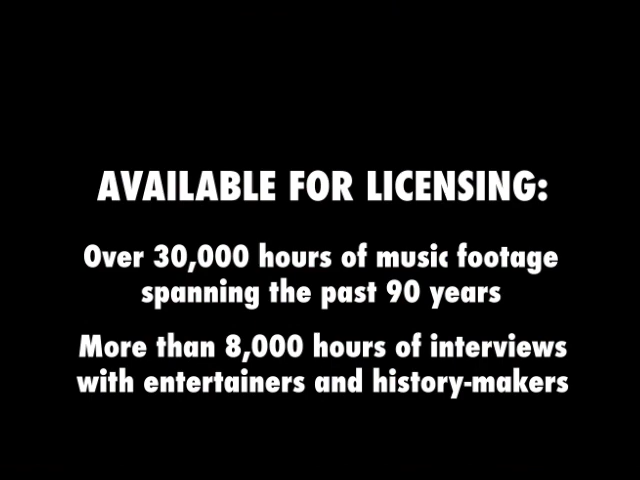 AVAILABLE FOR LICENSING:
Over 30,000 hours of music footage
spanning the past 90 years
More than 8,000 hours of interviews
with entertainers and history-makers